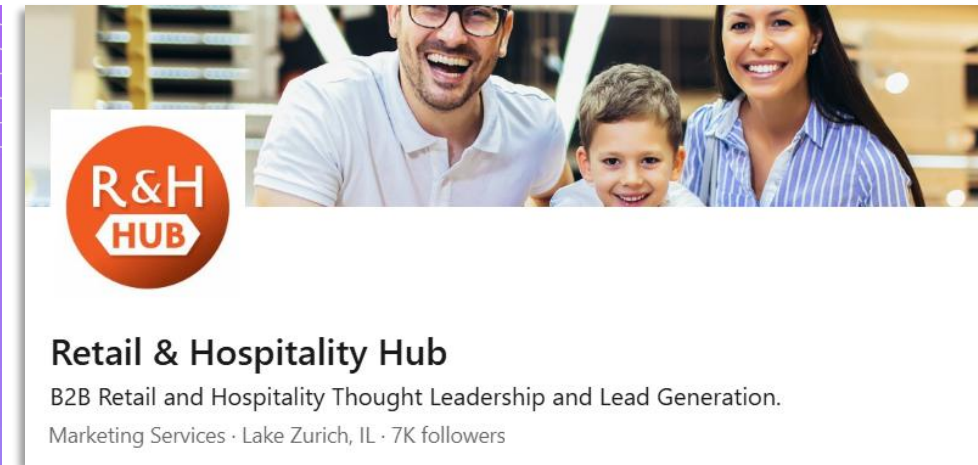 R&H
HUB
Retail & Hospitality Hub
B2B Retail and Hospitality Thought Leadership and Lead Generation.
Marketing Services · Lake Zurich, IL · 7K followers